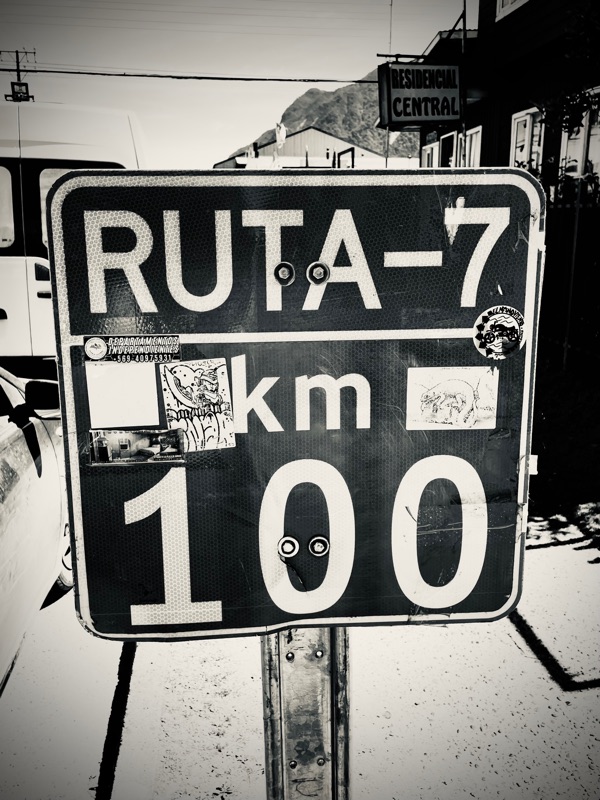 RESIDENCIAL
CENTRAL
RUTA-7
DEPARTAMENTOS
INDEPENDIENTES
km
100